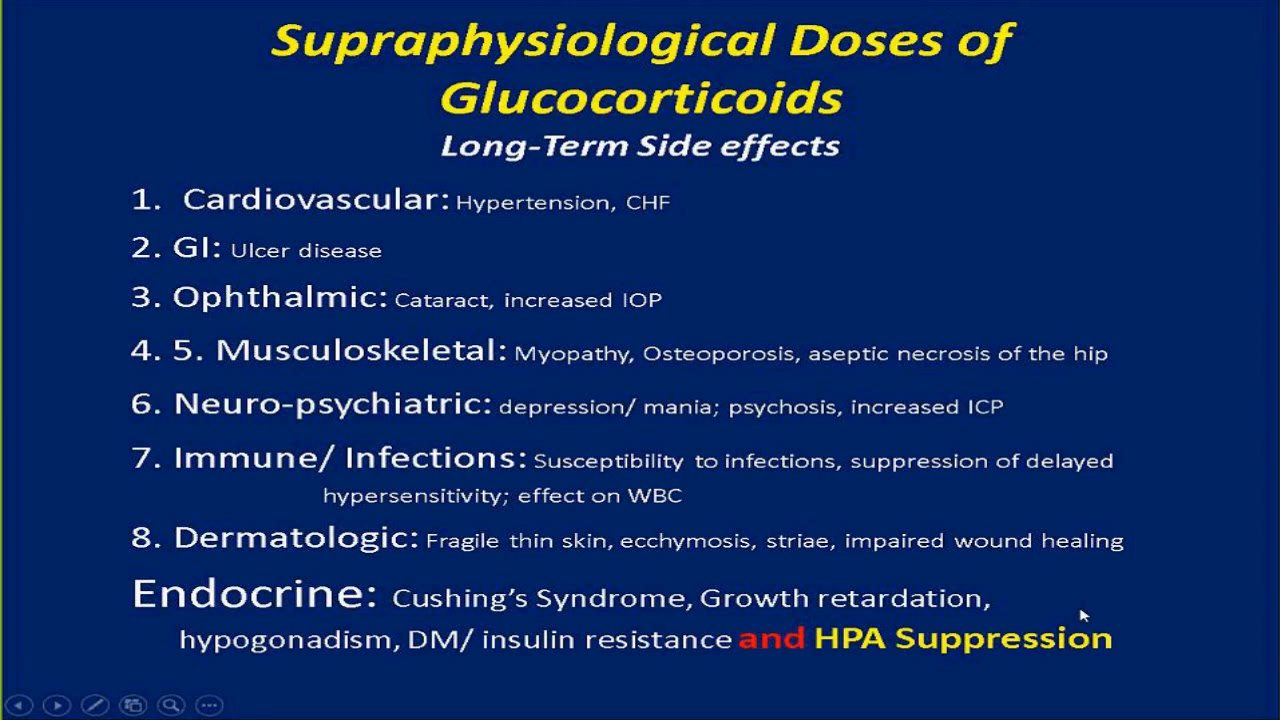 Supraphysiological Doses of
Glucocorticoids
Long-Term Side effects
1. Cardiovascular: Hypertension, CHF
2. GI: Ulcer disease
3. Ophthalmic: Cataract, increased IOP
4. 5. Musculoskeletal: Myopathy, Osteoporosis, aseptic necrosis of the hip
6. Neuro-psychiatric: depression/ mania; psychosis, increased ICP
7. Immune/ Infections: Susceptibility to infections, suppression of delayed
hypersensitivity; effect on WBC
8. Dermatologic: Fragile thin skin, ecchymosis, striae, impaired wound healing
Endocrine: Cushing’s Syndrome, Growth retardation,
hypogonadism, DM/ insulin resistance and HPA Suppression